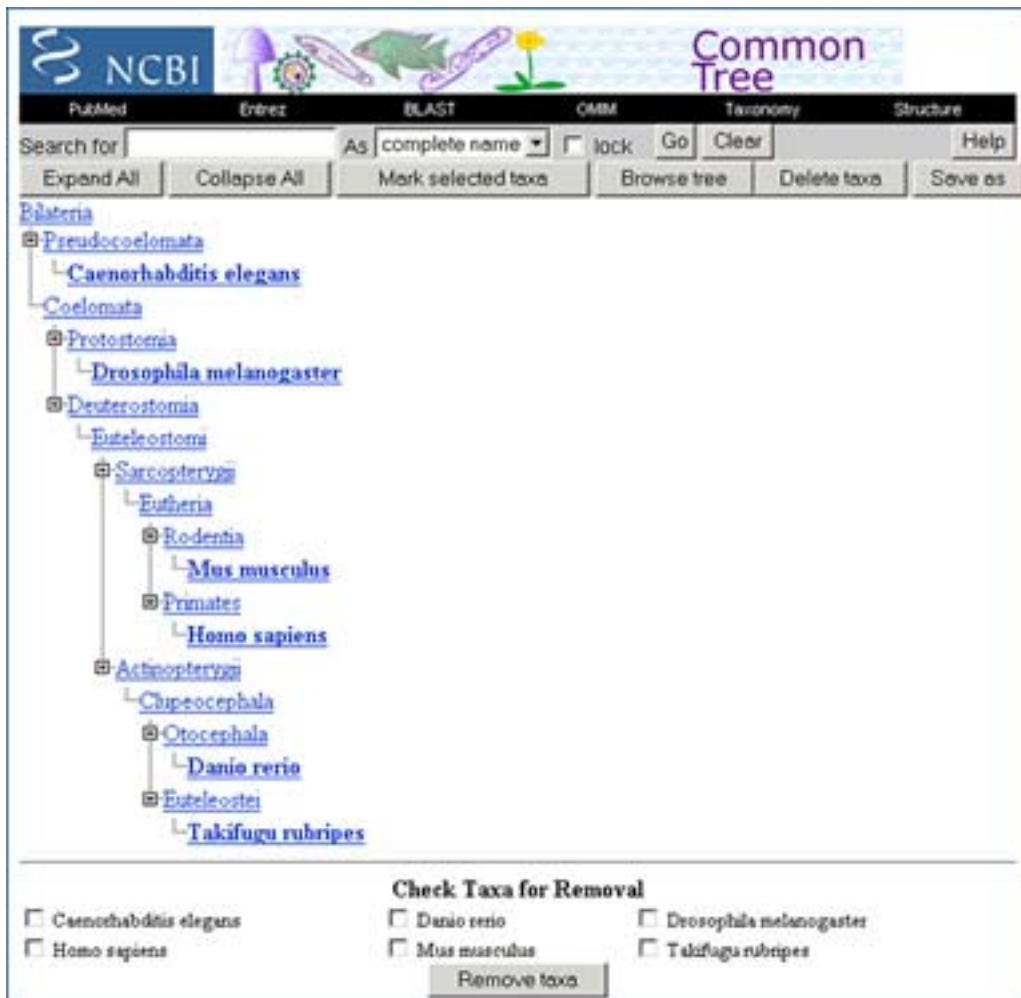 NCBI Common Tree
PubMed Entrez BLAST OMIM Taxonomy Structure
Search for As complete name lock Go Clear Help
Expand All Collapse All Mark selected taxa Browse tree Delete taxa Save as
Bilateria
Pseudocoelomata
Caenorhabditis elegans
Coelomata
Protostomia
Drosophila melanogaster
Deuterostomia
Euteleostomi
Sarcopterygii
Eutheria
Rodentia
Mus musculus
Primates
Homo sapiens
Actinopterygii
Clupeocephala
Otocephala
Danio rerio
Euteleostei
Takifugu rubripes
Check Taxa for Removal
Caenorhabditis elegans Danio rerio Drosophila melanogaster
Homo sapiens Mus musculus Takifugu rubripes
Remove taxa